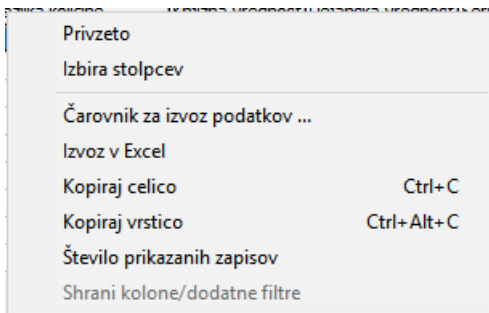 Privzeto
Izbira stolpcev
Čarovnik za izvoz podatkov ...
Izvoz v Excel
Kopiraj celico Ctrl+C
Kopiraj vrstico Ctrl+Alt+C
Število prikazanih zapisov
Shrani kolone/dodatne filtre